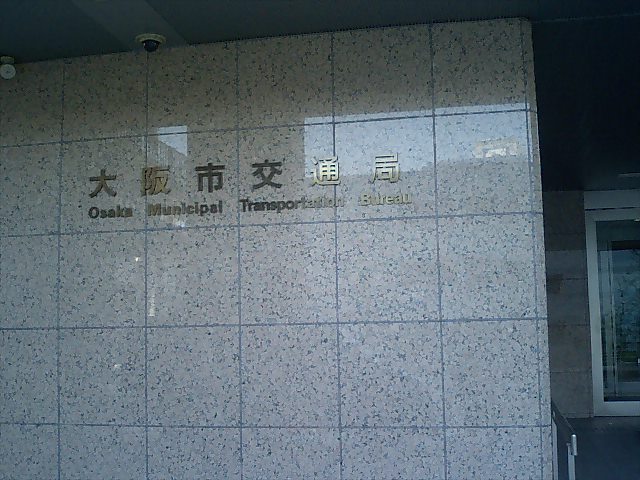 大阪市交通局
Osaka Municipal Transportation Bureau